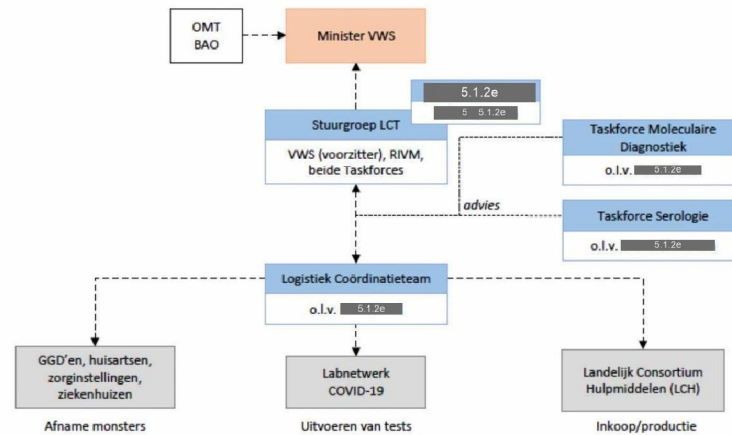 OMT
BAO
Minister VWS
5.1.2e
5 5.1.2e
Stuurgroep LCT
VWS (voorzitter), RIVM,
beide Taskforces
Taskforce Moleculaire
Diagnostiek
o.l.v. 5.1.2e
advies
Taskforce Serologie
o.l.v. 5.1.2e
Logistiek Coördinatieteam
o.l.v. 5.1.2e
GGD'en, huisartsen,
zorginstellingen,
ziekenhuizen
Labnetwerk
COVID-19
Landelijk Consortium
Hulpmiddelen (LCH)
Afname monsters
Uitvoeren van tests
Inkoop/productie